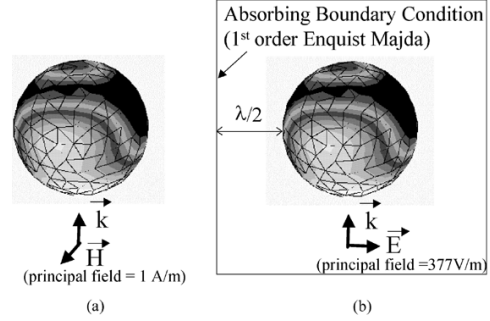 Absorbing Boundary Condition
(1st order Enquist Majda)
λ/2
k
H
(principal field = 1 A/m)
k
E
(principal field =377V/m)
(a)
(b)